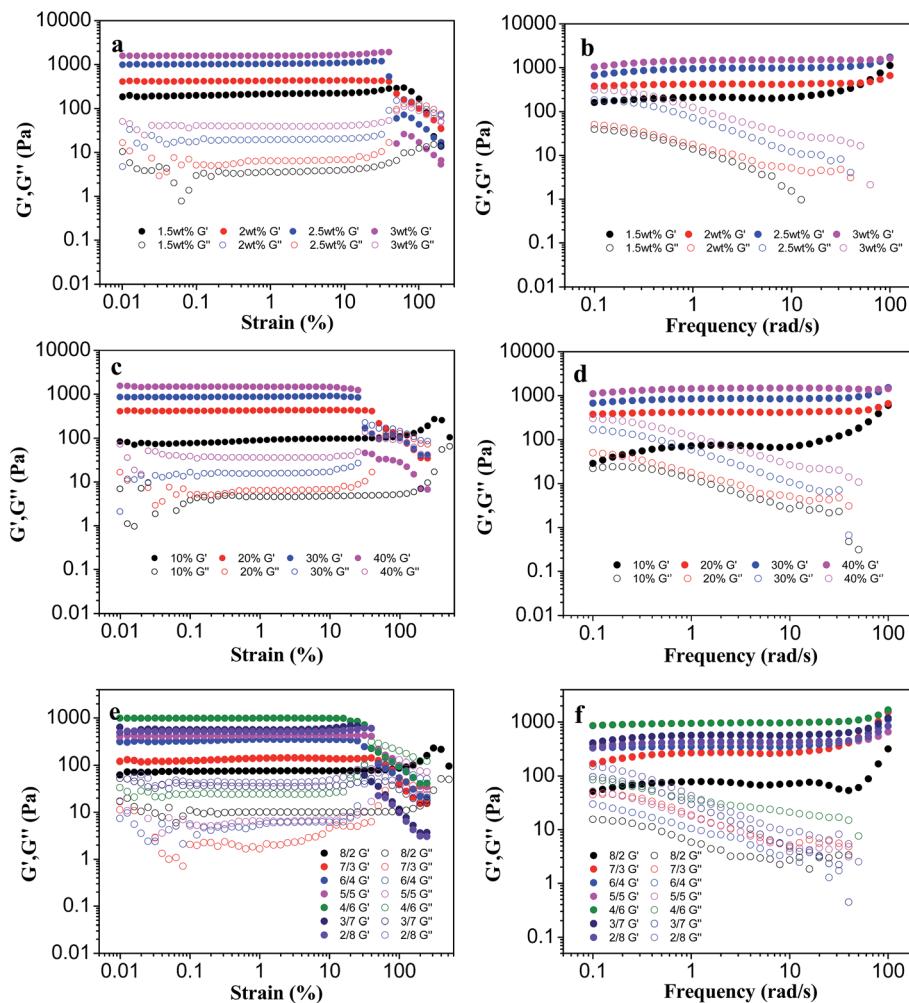 a
10000
1000
100
10
1
0.1
0.01
G',G'' (Pa)
1.5wt% G' 2wt% G' 2.5wt% G' 3wt% G'
1.5wt% G'' 2wt% G'' 2.5wt% G'' 3wt% G''
0.01 0.1 1 10 100
Strain (%)
b
10000
1000
100
10
1
0.1
0.01
G',G'' (Pa)
1.5wt% G' 2wt% G' 2.5wt% G' 3wt% G'
1.5wt% G'' 2wt% G'' 2.5wt% G'' 3wt% G''
0.1 1 10 100
Frequency (rad/s)
c
10000
1000
100
10
1
0.1
0.01
G',G'' (Pa)
10% G' 20% G' 30% G' 40% G'
10% G'' 20% G'' 30% G'' 40% G''
0.01 0.1 1 10 100
Strain (%)
d
10000
1000
100
10
1
0.1
0.01
G',G'' (Pa)
10% G' 20% G' 30% G' 40% G'
10% G'' 20% G'' 30% G'' 40% G''
0.1 1 10 100
Frequency (rad/s)
e
1000
100
10
1
0.1
0.01
G',G'' (Pa)
8/2 G' 8/2 G''
7/3 G' 7/3 G''
6/4 G' 6/4 G''
5/5 G' 5/5 G''
4/6 G' 4/6 G''
3/7 G' 3/7 G''
2/8 G' 2/8 G''
0.01 0.1 1 10 100
Strain (%)
f
1000
100
10
1
0.1
G',G'' (Pa)
8/2 G' 8/2 G''
7/3 G' 7/3 G''
6/4 G' 6/4 G''
5/5 G' 5/5 G''
4/6 G' 4/6 G''
3/7 G' 3/7 G''
2/8 G' 2/8 G''
0.1 1 10 100
Frequency (rad/s)